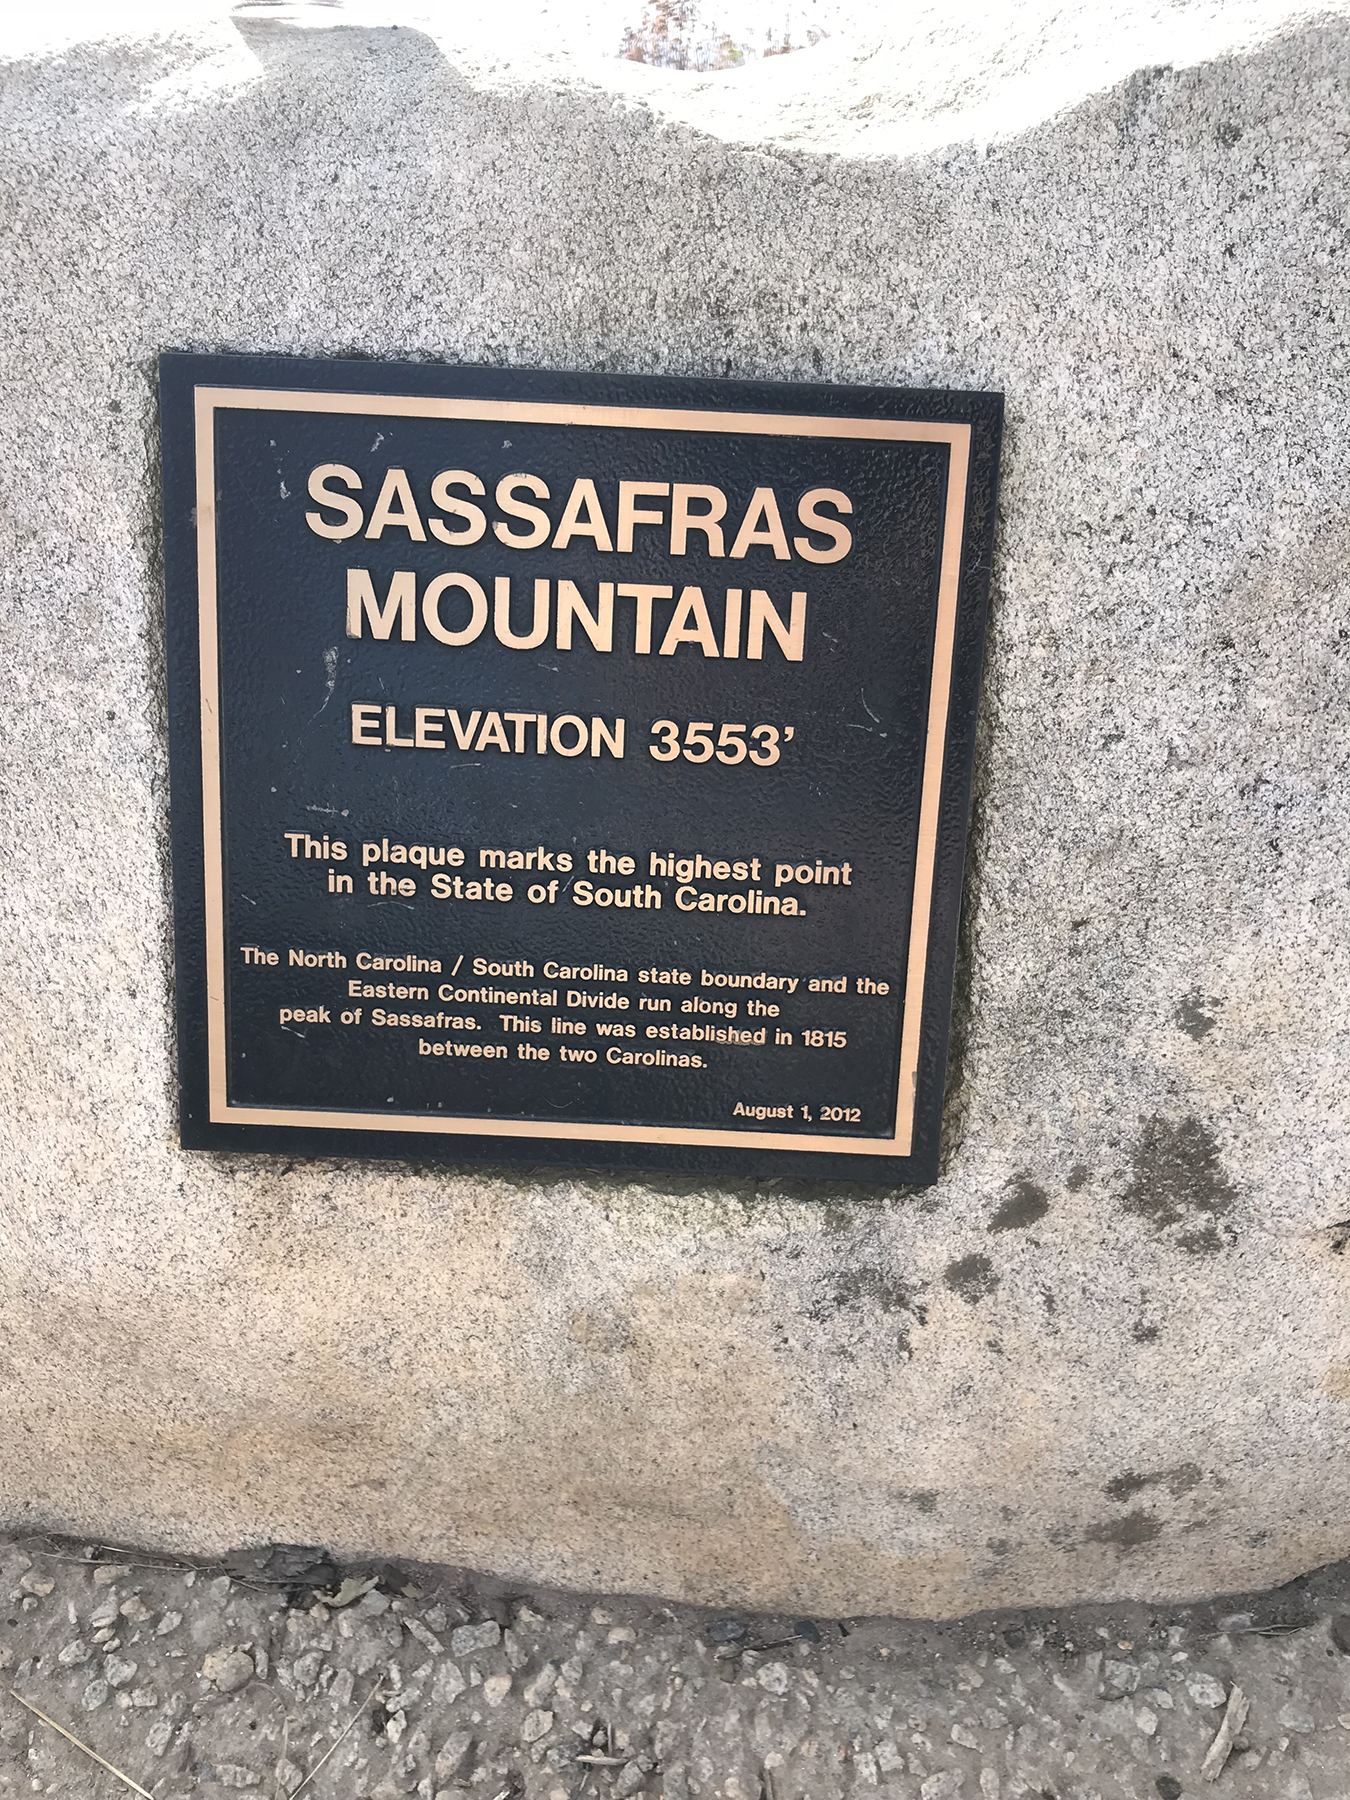 SASSAFRAS
MOUNTAIN
ELEVATION 3553'
This plaque marks the highest point
in the State of South Carolina.
The North Carolina / South Carolina state boundary and the
Eastern Continental Divide run along the
peak of Sassafras. This line was established in 1815
between the two Carolinas.
August 1, 2012